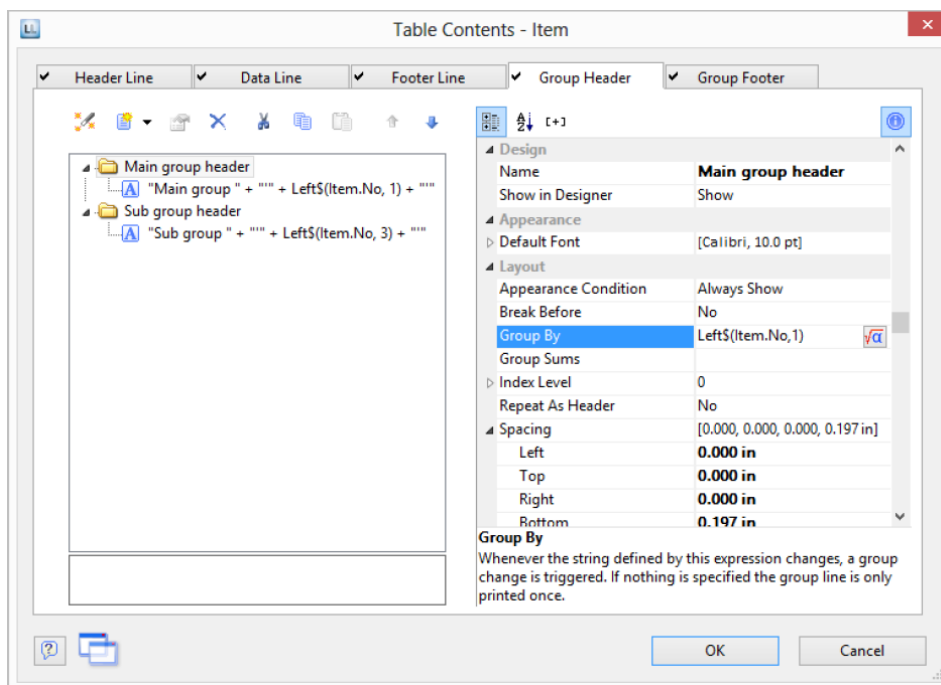 Table Contents - Item
Header Line Data Line Footer Line Group Header Group Footer
Main group header
"Main group " + "'" + Left$(Item.No, 1) + "'"
Sub group header
"Sub group " + "'" + Left$(Item.No, 3) + "'"
[+]
Design
Name Main group header
Show in Designer Show
Appearance
Default Font [Calibri, 10.0 pt]
Layout
Appearance Condition Always Show
Break Before No
Group By Left$(Item.No,1)
Group Sums
Index Level 0
Repeat As Header No
Spacing [0.000, 0.000, 0.000, 0.197 in]
Left 0.000 in
Top 0.000 in
Right 0.000 in
Bottom 0.197 in
Group By
Whenever the string defined by this expression changes, a group
change is triggered. If nothing is specified the group line is only
printed once.
OK Cancel